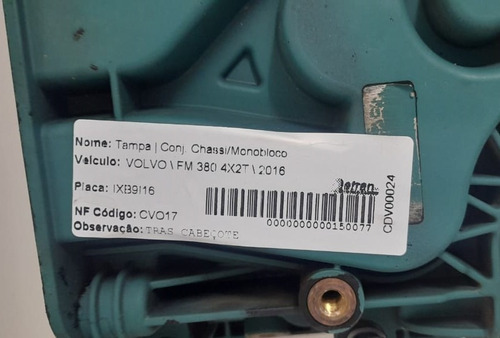 Nome: Tampa | Conj. Chassi/Monobloco
Veículo: VOLVO \ FM 380 4X2T \ 2016
Placa: IXB9I16
NF Código: CVO17
0000000000150077
Observação: TRAS CABEÇOTE
CDV00024